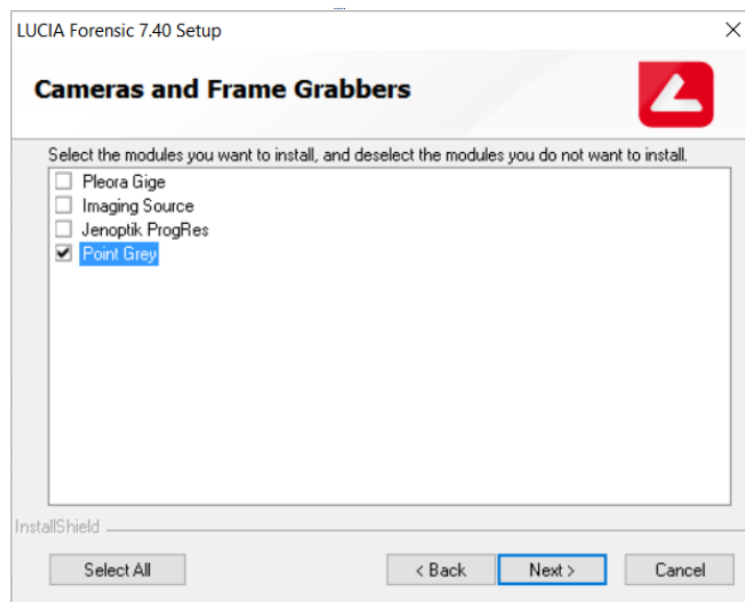 LUCIA Forensic 7.40 Setup
Cameras and Frame Grabbers
Select the modules you want to install, and deselect the modules you do not want to install.
Pleora Gige
Imaging Source
Jenoptik ProgRes
Point Grey
InstallShield
Select All
< Back
Next >
Cancel